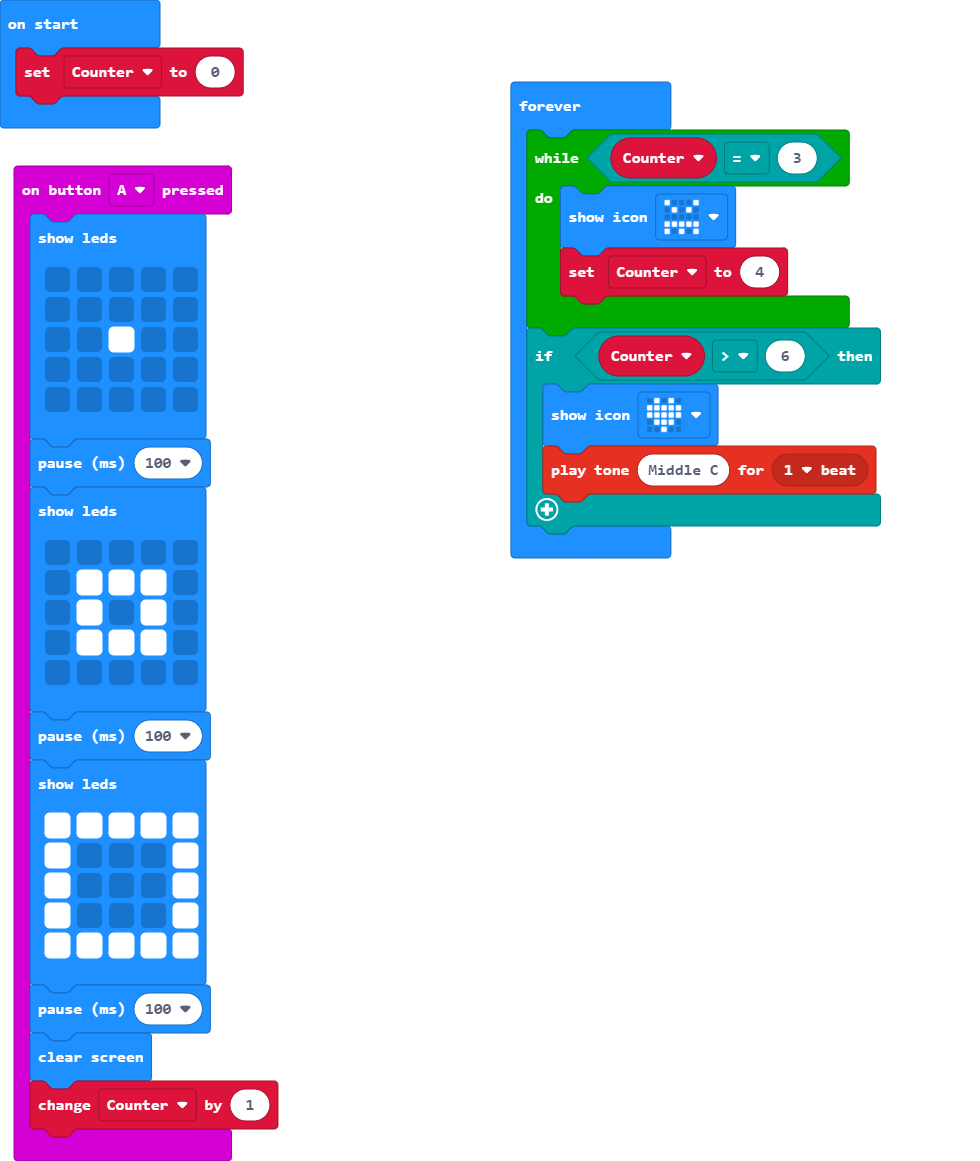 on start
set Counter to 0
on button A pressed
show leds
pause (ms) 100
show leds
pause (ms) 100
show leds
pause (ms) 100
clear screen
change Counter by 1
forever
while Counter = 3
do
show icon
set Counter to 4
if Counter > 6 then
show icon
play tone Middle C for 1 beat